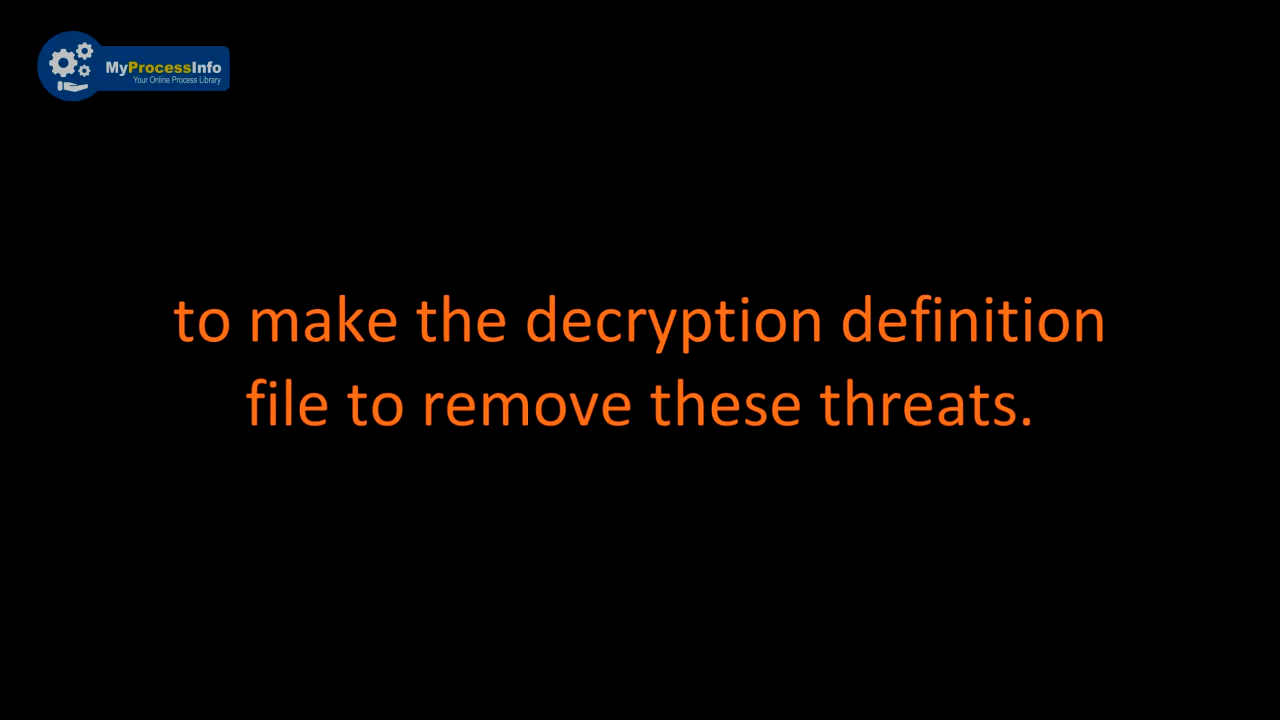 MyProcessInfo
Your Online Process Library
to make the decryption definition
file to remove these threats.